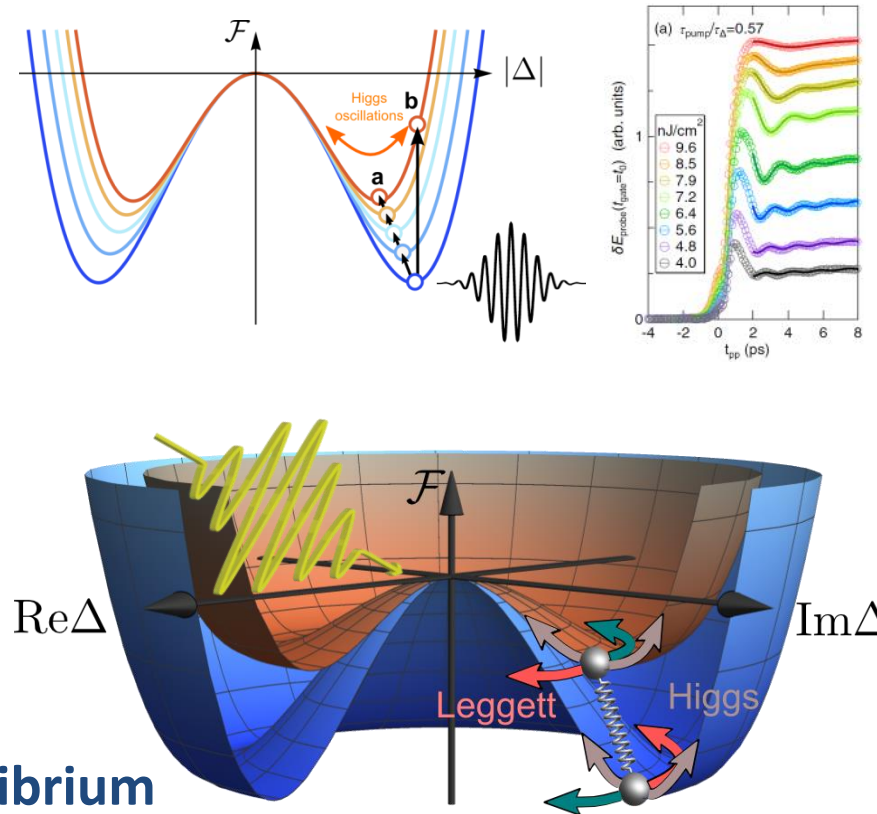 𝓕
|Δ|
Higgs
oscillations
b
a
(a) τpump/τΔ=0.57
δEprobe(tgate=t0) (arb. units)
nJ/cm²
9.6
8.5
7.9
7.2
6.4
5.6
4.8
4.0
1
0
-4 -2 0 2 4 6 8
tpp (ps)
𝓕
ReΔ
ImΔ
Leggett
Higgs
ibrium